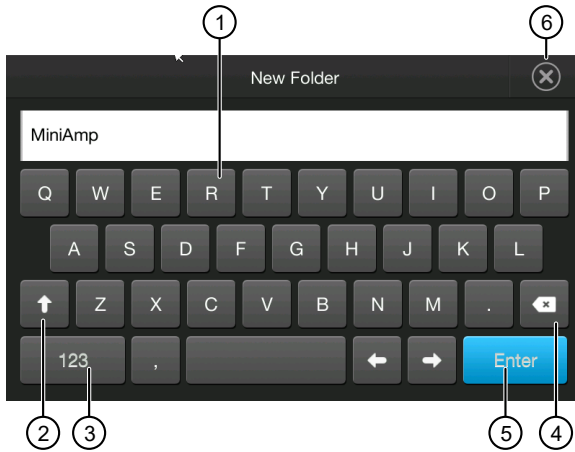 1 6
New Folder
MiniAmp
Q W E R T Y U I O P
A S D F G H J K L
Z X C V B N M .
123 , Enter
2 3 5 4